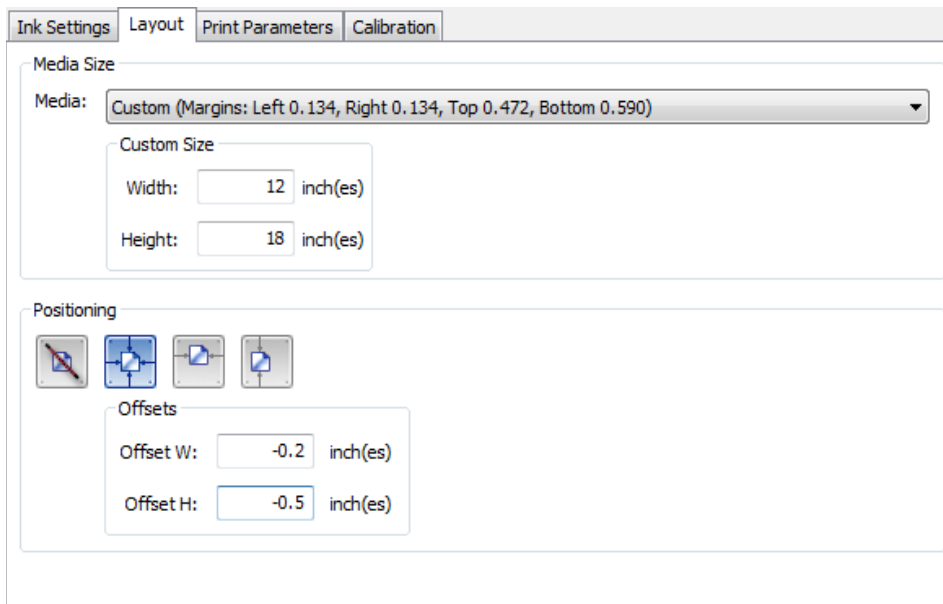 Ink Settings Layout Print Parameters Calibration
Media Size
Media: Custom (Margins: Left 0.134, Right 0.134, Top 0.472, Bottom 0.590)
Custom Size
Width: 12 inch(es)
Height: 18 inch(es)
Positioning
Offsets
Offset W: -0.2 inch(es)
Offset H: -0.5 inch(es)